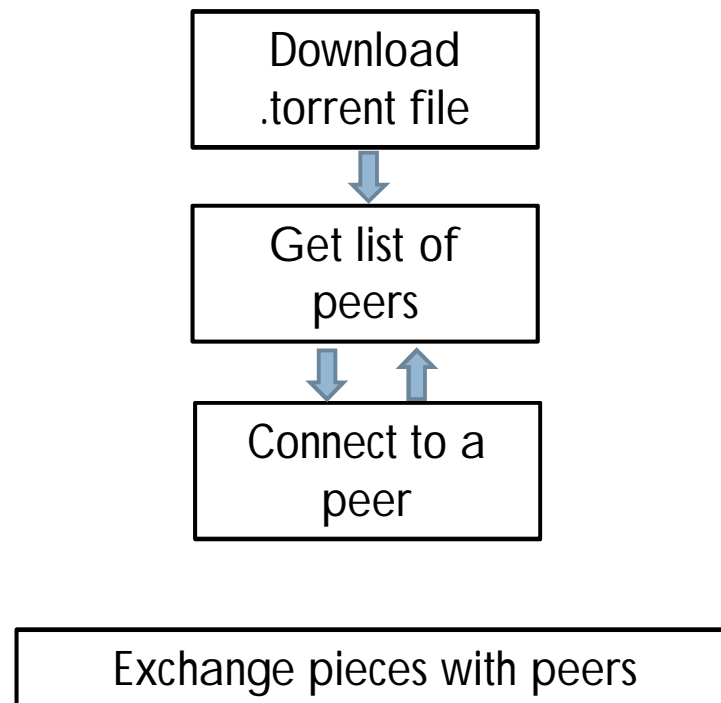 Download
.torrent file
Get list of
peers
Connect to a
peer
Exchange pieces with peers